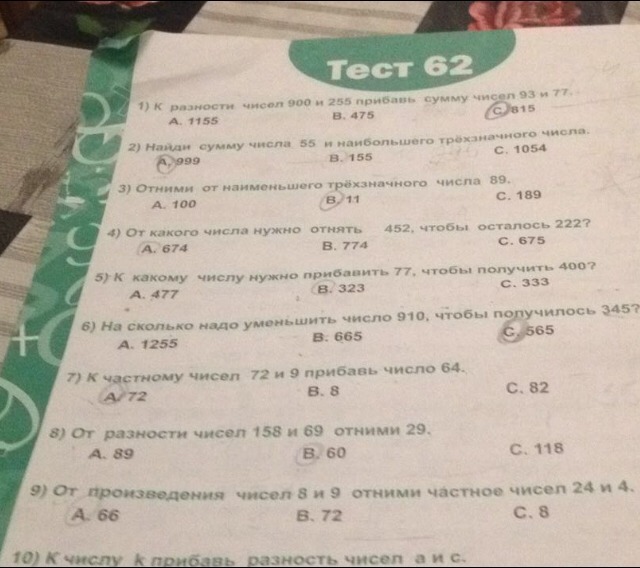 Тест 62
1) К разности чисел 900 и 255 прибавь сумму чисел 93 и 77.
А. 1155 В. 475 С. 815
2) Найди сумму числа 55 и наибольшего трёхзначного числа.
А. 999 В. 155 С. 1054
3) Отними от наименьшего трёхзначного числа 89.
А. 100 В. 11 С. 189
4) От какого числа нужно отнять 452, чтобы осталось 222?
А. 674 В. 774 С. 675
5) К какому числу нужно прибавить 77, чтобы получить 400?
А. 477 В. 323 С. 333
6) На сколько надо уменьшить число 910, чтобы получилось 345?
А. 1255 В. 665 С. 565
7) К частному чисел 72 и 9 прибавь число 64.
А. 72 В. 8 С. 82
8) От разности чисел 158 и 69 отними 29.
А. 89 В. 60 С. 118
9) От произведения чисел 8 и 9 отними частное чисел 24 и 4.
А. 66 В. 72 С. 8
10) К числу k прибавь разность чисел а и с.